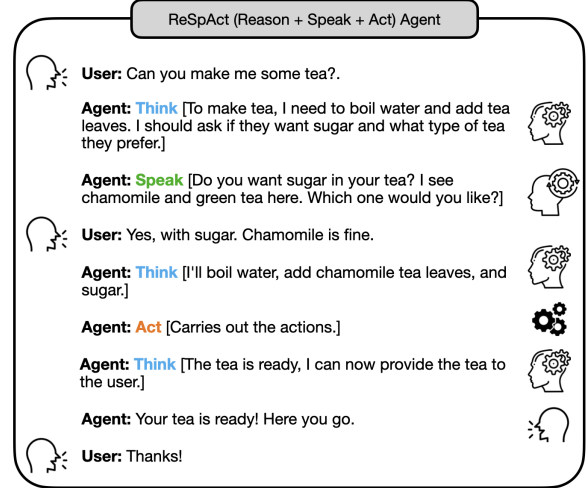 ReSpAct (Reason + Speak + Act) Agent
User: Can you make me some tea?.
Agent: Think [To make tea, I need to boil water and add tea
leaves. I should ask if they want sugar and what type of tea
they prefer.]
Agent: Speak [Do you want sugar in your tea? I see
chamomile and green tea here. Which one would you like?]
User: Yes, with sugar. Chamomile is fine.
Agent: Think [I'll boil water, add chamomile tea leaves, and
sugar.]
Agent: Act [Carries out the actions.]
Agent: Think [The tea is ready, I can now provide the tea to
the user.]
Agent: Your tea is ready! Here you go.
User: Thanks!